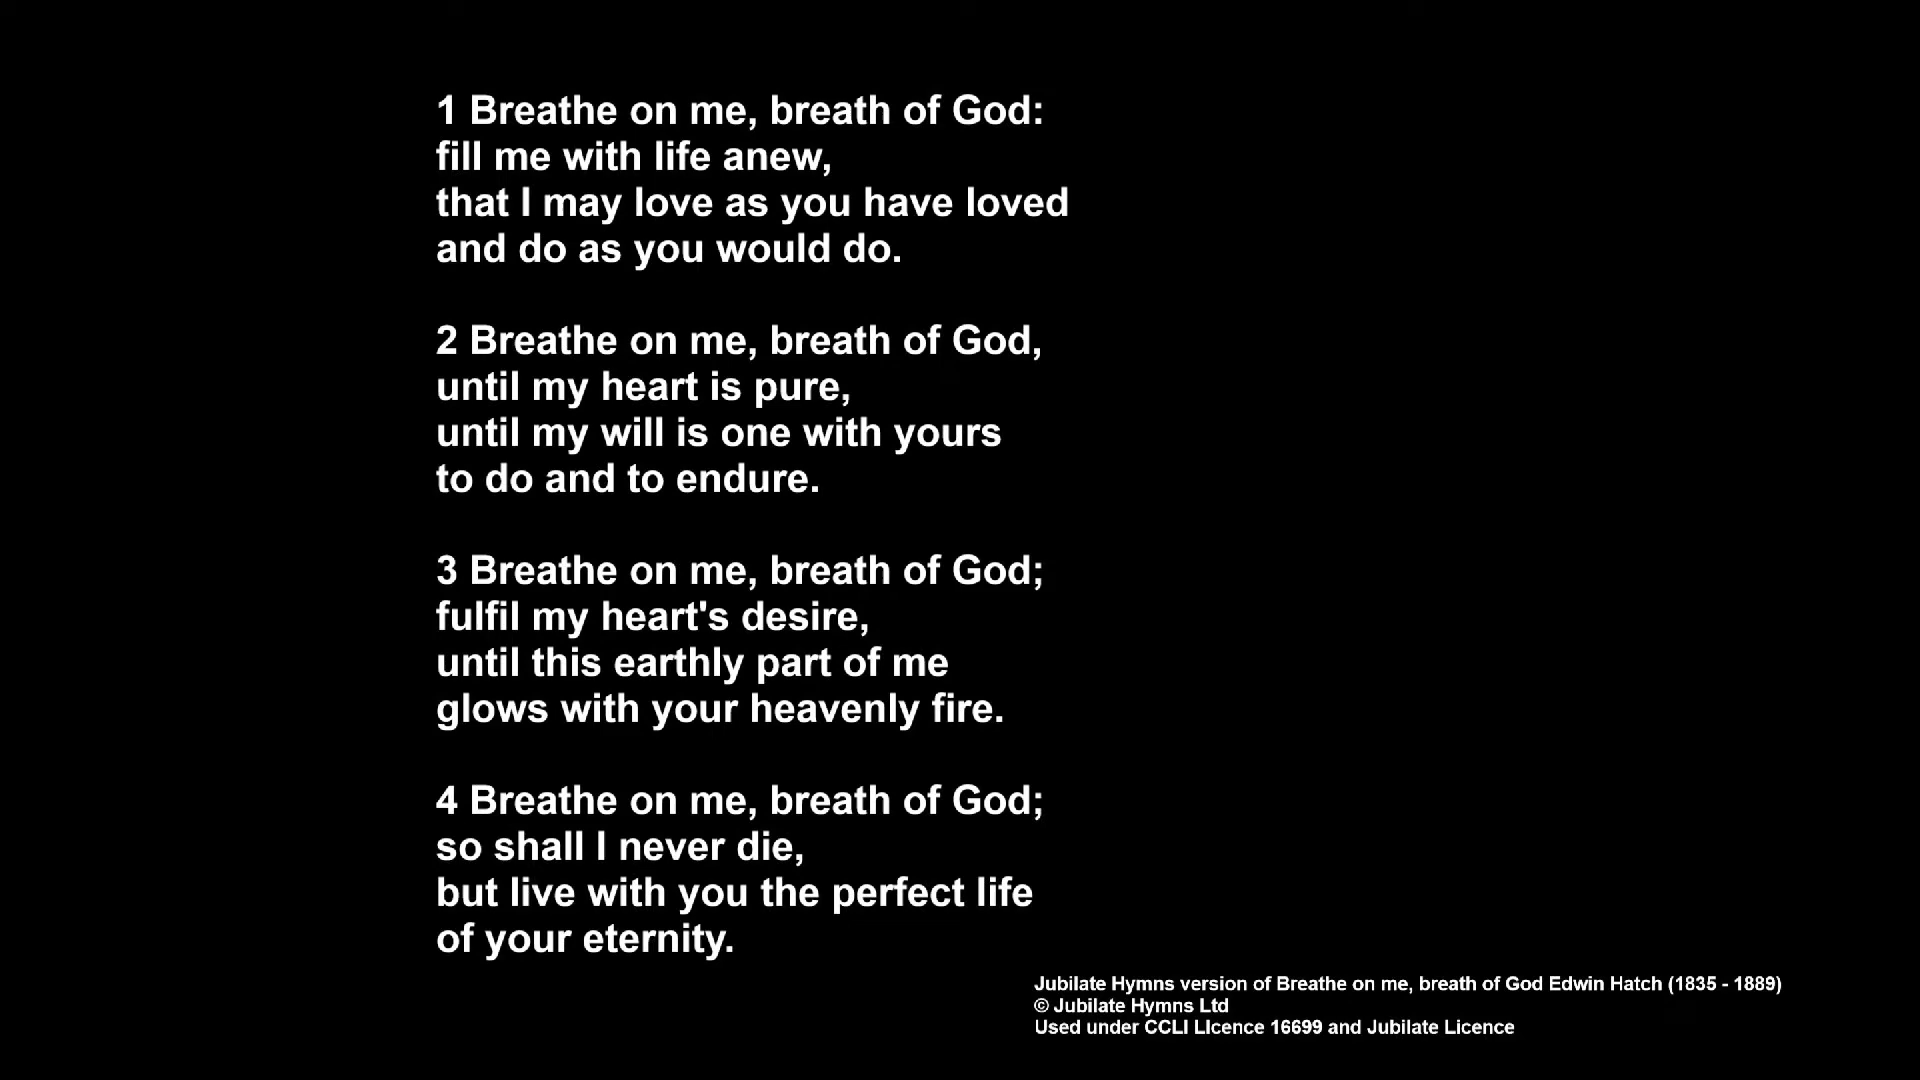 1 Breathe on me, breath of God:
fill me with life anew,
that I may love as you have loved
and do as you would do.

2 Breathe on me, breath of God,
until my heart is pure,
until my will is one with yours
to do and to endure.

3 Breathe on me, breath of God;
fulfil my heart's desire,
until this earthly part of me
glows with your heavenly fire.

4 Breathe on me, breath of God;
so shall I never die,
but live with you the perfect life
of your eternity.

Jubilate Hymns version of Breathe on me, breath of God Edwin Hatch (1835 - 1889)
© Jubilate Hymns Ltd
Used under CCLI LIcence 16699 and Jubilate Licence